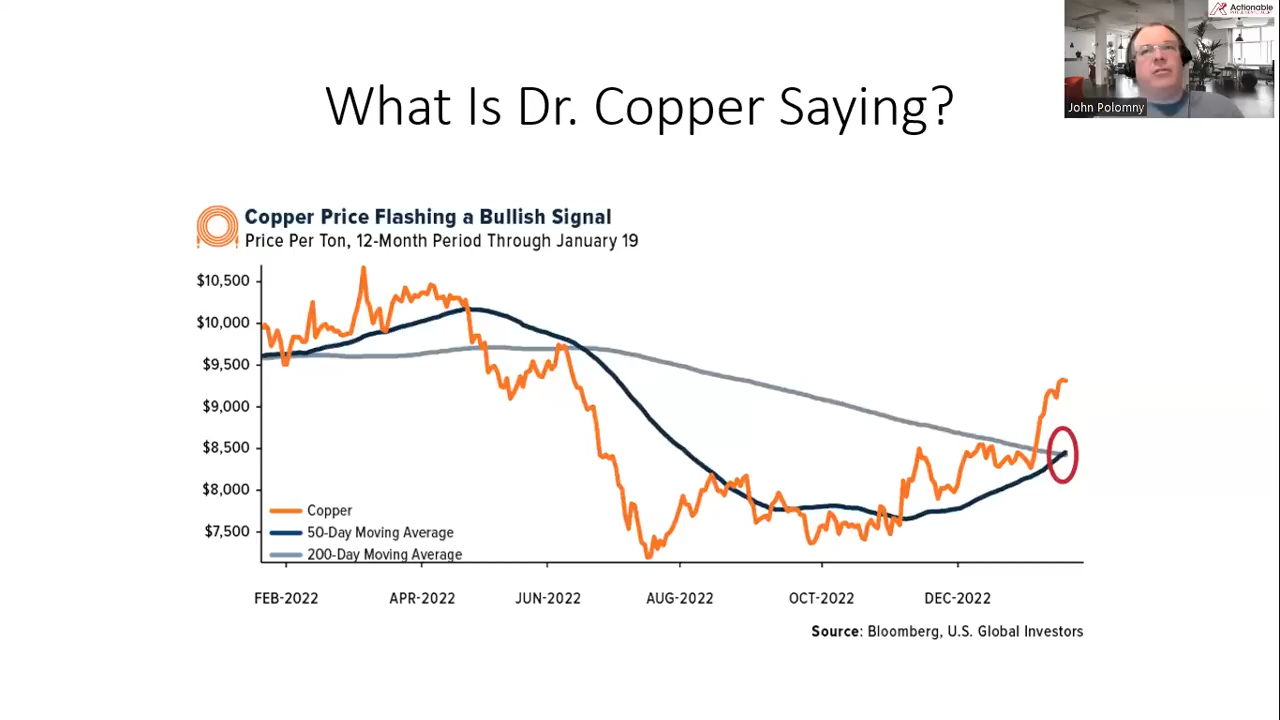 Actionable
John Polomny
What Is Dr. Copper Saying?
Copper Price Flashing a Bullish Signal
Price Per Ton, 12-Month Period Through January 19
$10,500
$10,000
$9,500
$9,000
$8,500
$8,000
$7,500
Copper
50-Day Moving Average
200-Day Moving Average
FEB-2022
APR-2022
JUN-2022
AUG-2022
OCT-2022
DEC-2022
Source: Bloomberg, U.S. Global Investors